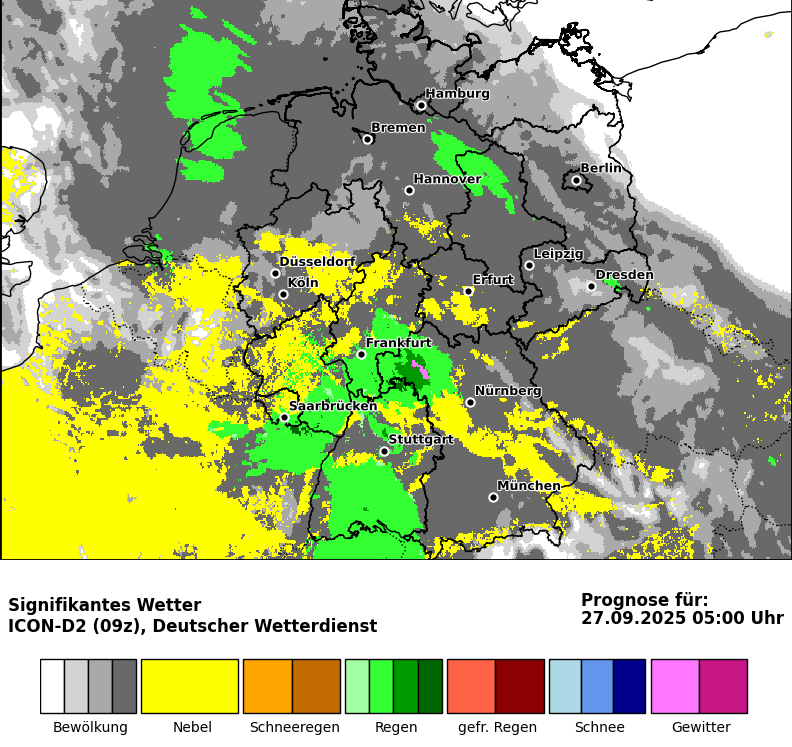 Hamburg
Bremen
Berlin
Hannover
Leipzig
Düsseldorf
Dresden
Erfurt
Köln
Frankfurt
Nürnberg
Saarbrücken
Stuttgart
München
Signifikantes Wetter
ICON-D2 (09z), Deutscher Wetterdienst
Prognose für:
27.09.2025 05:00 Uhr
Bewölkung Nebel Schneeregen Regen gefr. Regen Schnee Gewitter